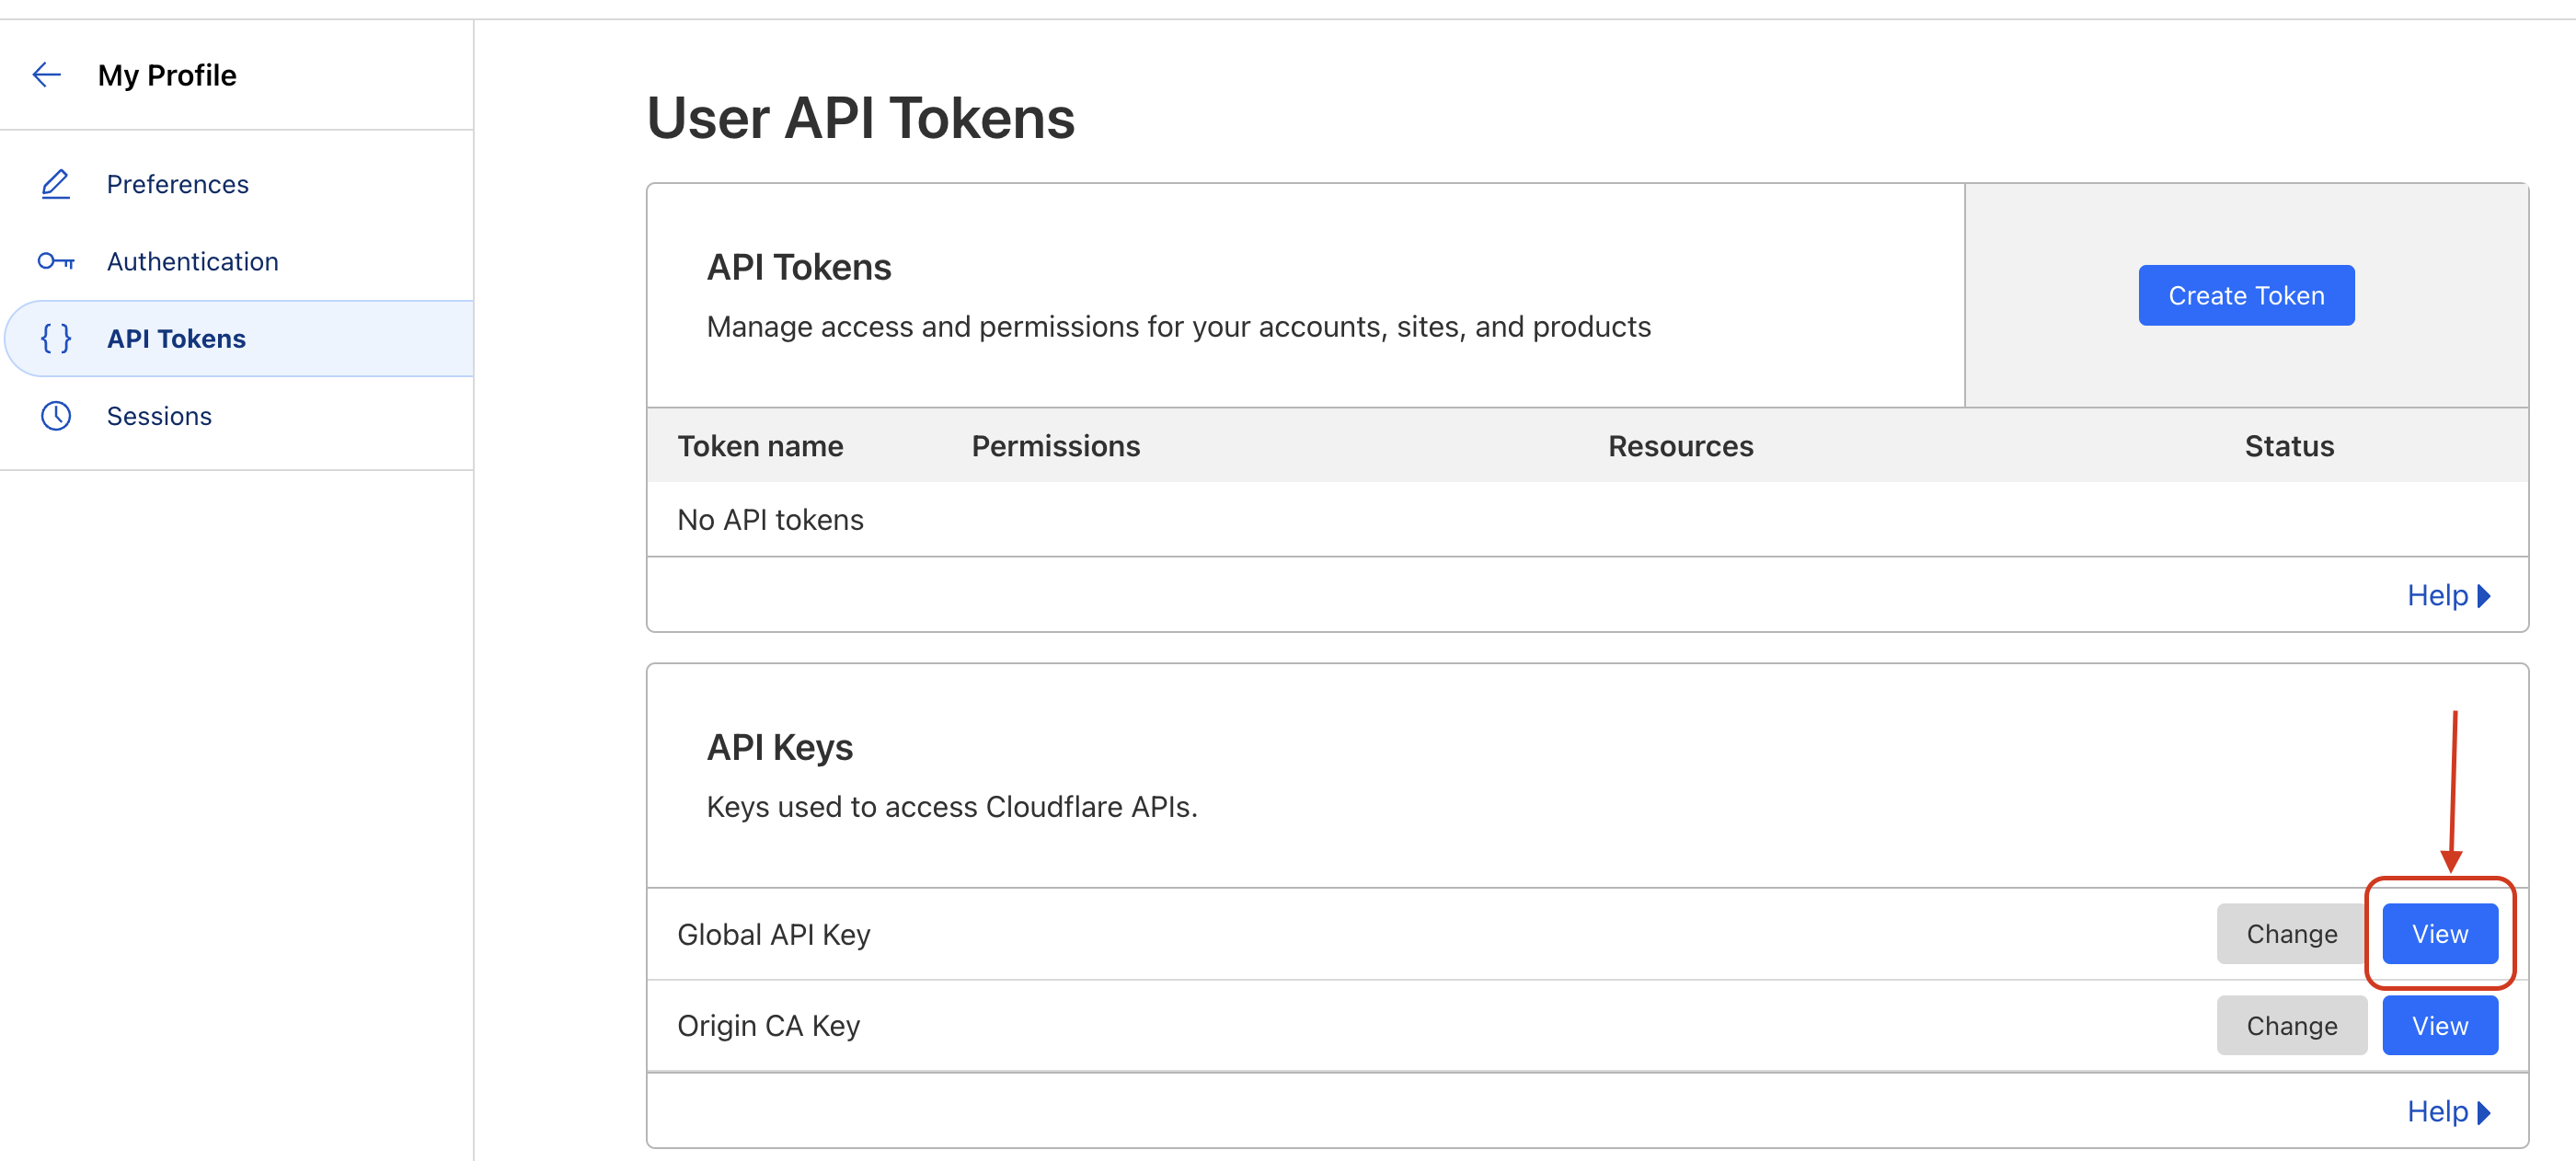 My Profile
Preferences
Authentication
API Tokens
Sessions
User API Tokens
API Tokens
Manage access and permissions for your accounts, sites, and products
Create Token
Token name Permissions Resources Status
No API tokens
Help
API Keys
Keys used to access Cloudflare APIs.
Global API Key Change View
Origin CA Key Change View
Help